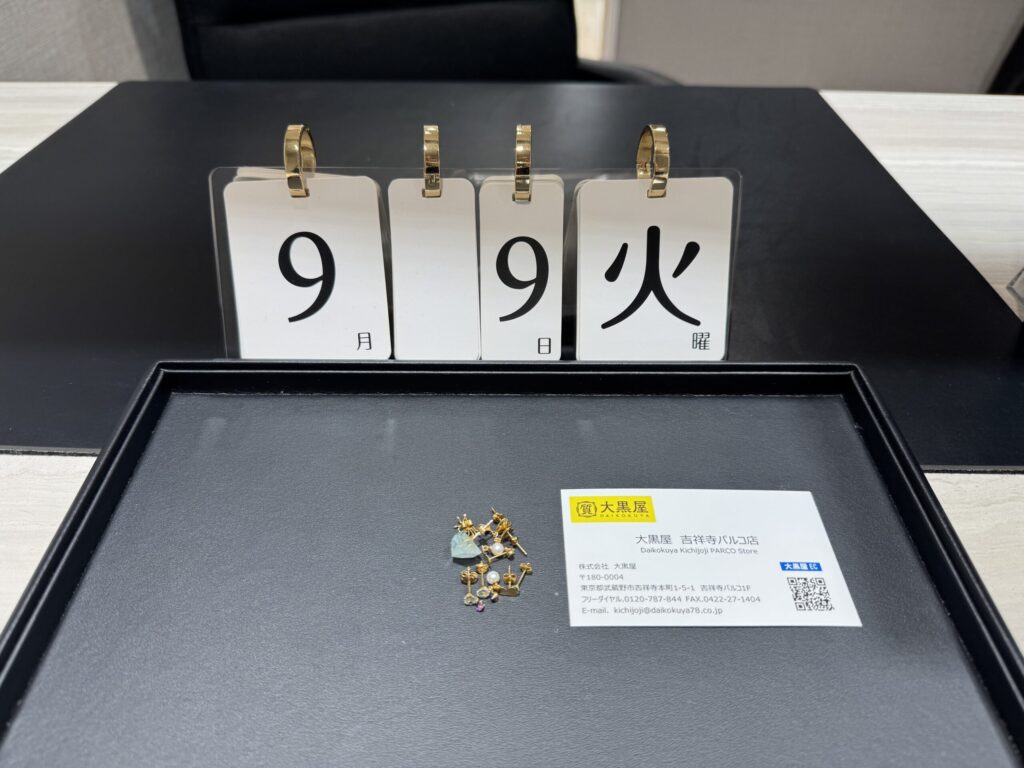 9月
9日
火曜
質 大黒屋
DAIKOKUYA
大黒屋 吉祥寺パルコ店
Daikokuya Kichijoji PARCO Store
株式会社 大黒屋
〒180-0004
東京都武蔵野市吉祥寺本町1-5-1 吉祥寺パルコ1F
フリーダイヤル.0120-787-844 FAX.0422-27-1404
E-mail. kichijoji@daikokuya78.co.jp
大黒屋 EC